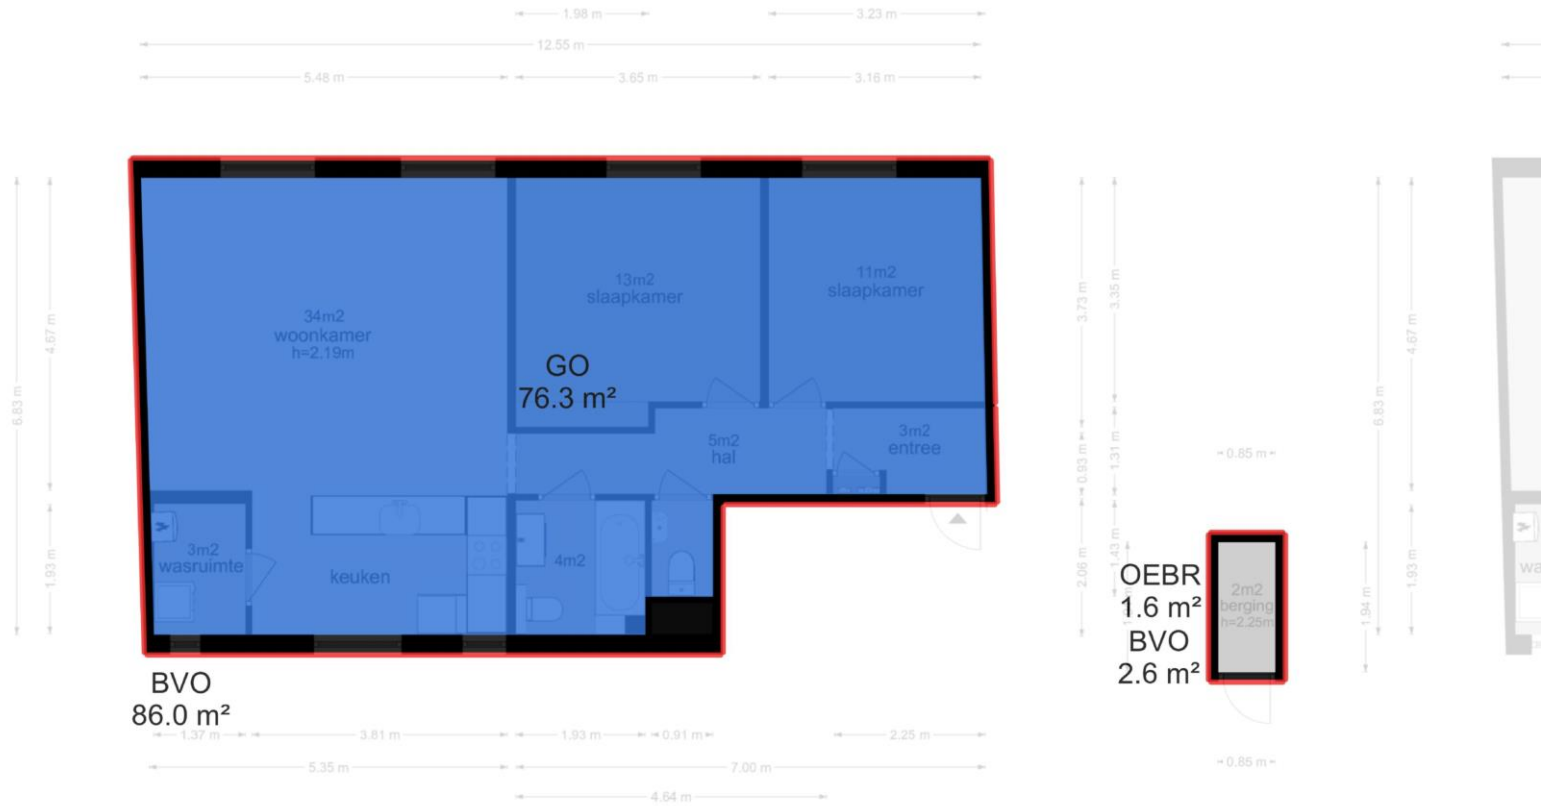 1.98 m
3.23 m
12.55 m
5.48 m
3.65 m
3.16 m
34m2
woonkamer
h=2.19m
13m2
slaapkamer
11m2
slaapkamer
GO
76.3 m²
5m2
hal
3m2
entree
3m2
wasruimte
keuken
4m2
BVO
86.0 m²
6.83 m
4.67 m
1.93 m
3.73 m
3.35 m
0.93 m
1.31 m
2.06 m
1.43 m
0.85 m
OEBR
1.6 m²
BVO
2.6 m²
2m2
berging
h=2.25m
1.94 m
6.83 m
4.67 m
1.93 m
wa
1.37 m
3.81 m
1.93 m
0.91 m
2.25 m
5.35 m
7.00 m
4.64 m
0.86 m